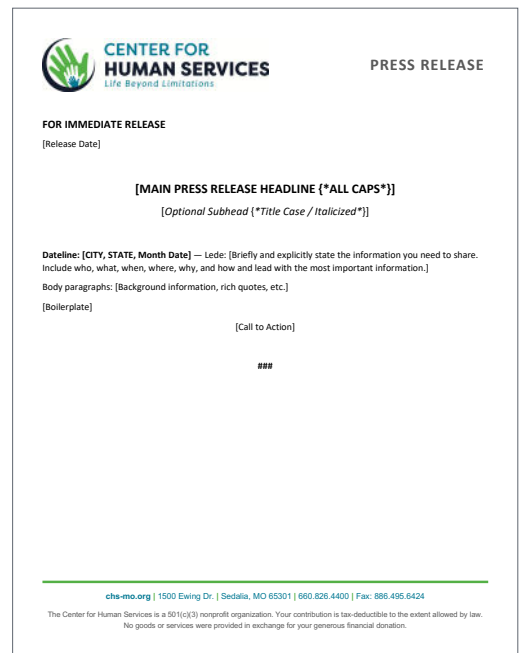 CENTER FOR
HUMAN SERVICES
Life Beyond Limitations
PRESS RELEASE
FOR IMMEDIATE RELEASE
[Release Date]
[MAIN PRESS RELEASE HEADLINE {*ALL CAPS*}]
[Optional Subhead {*Title Case / Italicized*}]
Dateline: [CITY, STATE, Month Date] — Lede: [Briefly and explicitly state the information you need to share.
Include who, what, when, where, why, and how and lead with the most important information.]
Body paragraphs: [Background information, rich quotes, etc.]
[Boilerplate]
[Call to Action]
###
chs-mo.org | 1500 Ewing Dr. | Sedalia, MO 65301 | 660.826.4400 | Fax: 886.495.6424
The Center for Human Services is a 501(c)(3) nonprofit organization. Your contribution is tax-deductible to the extent allowed by law.
No goods or services were provided in exchange for your generous financial donation.